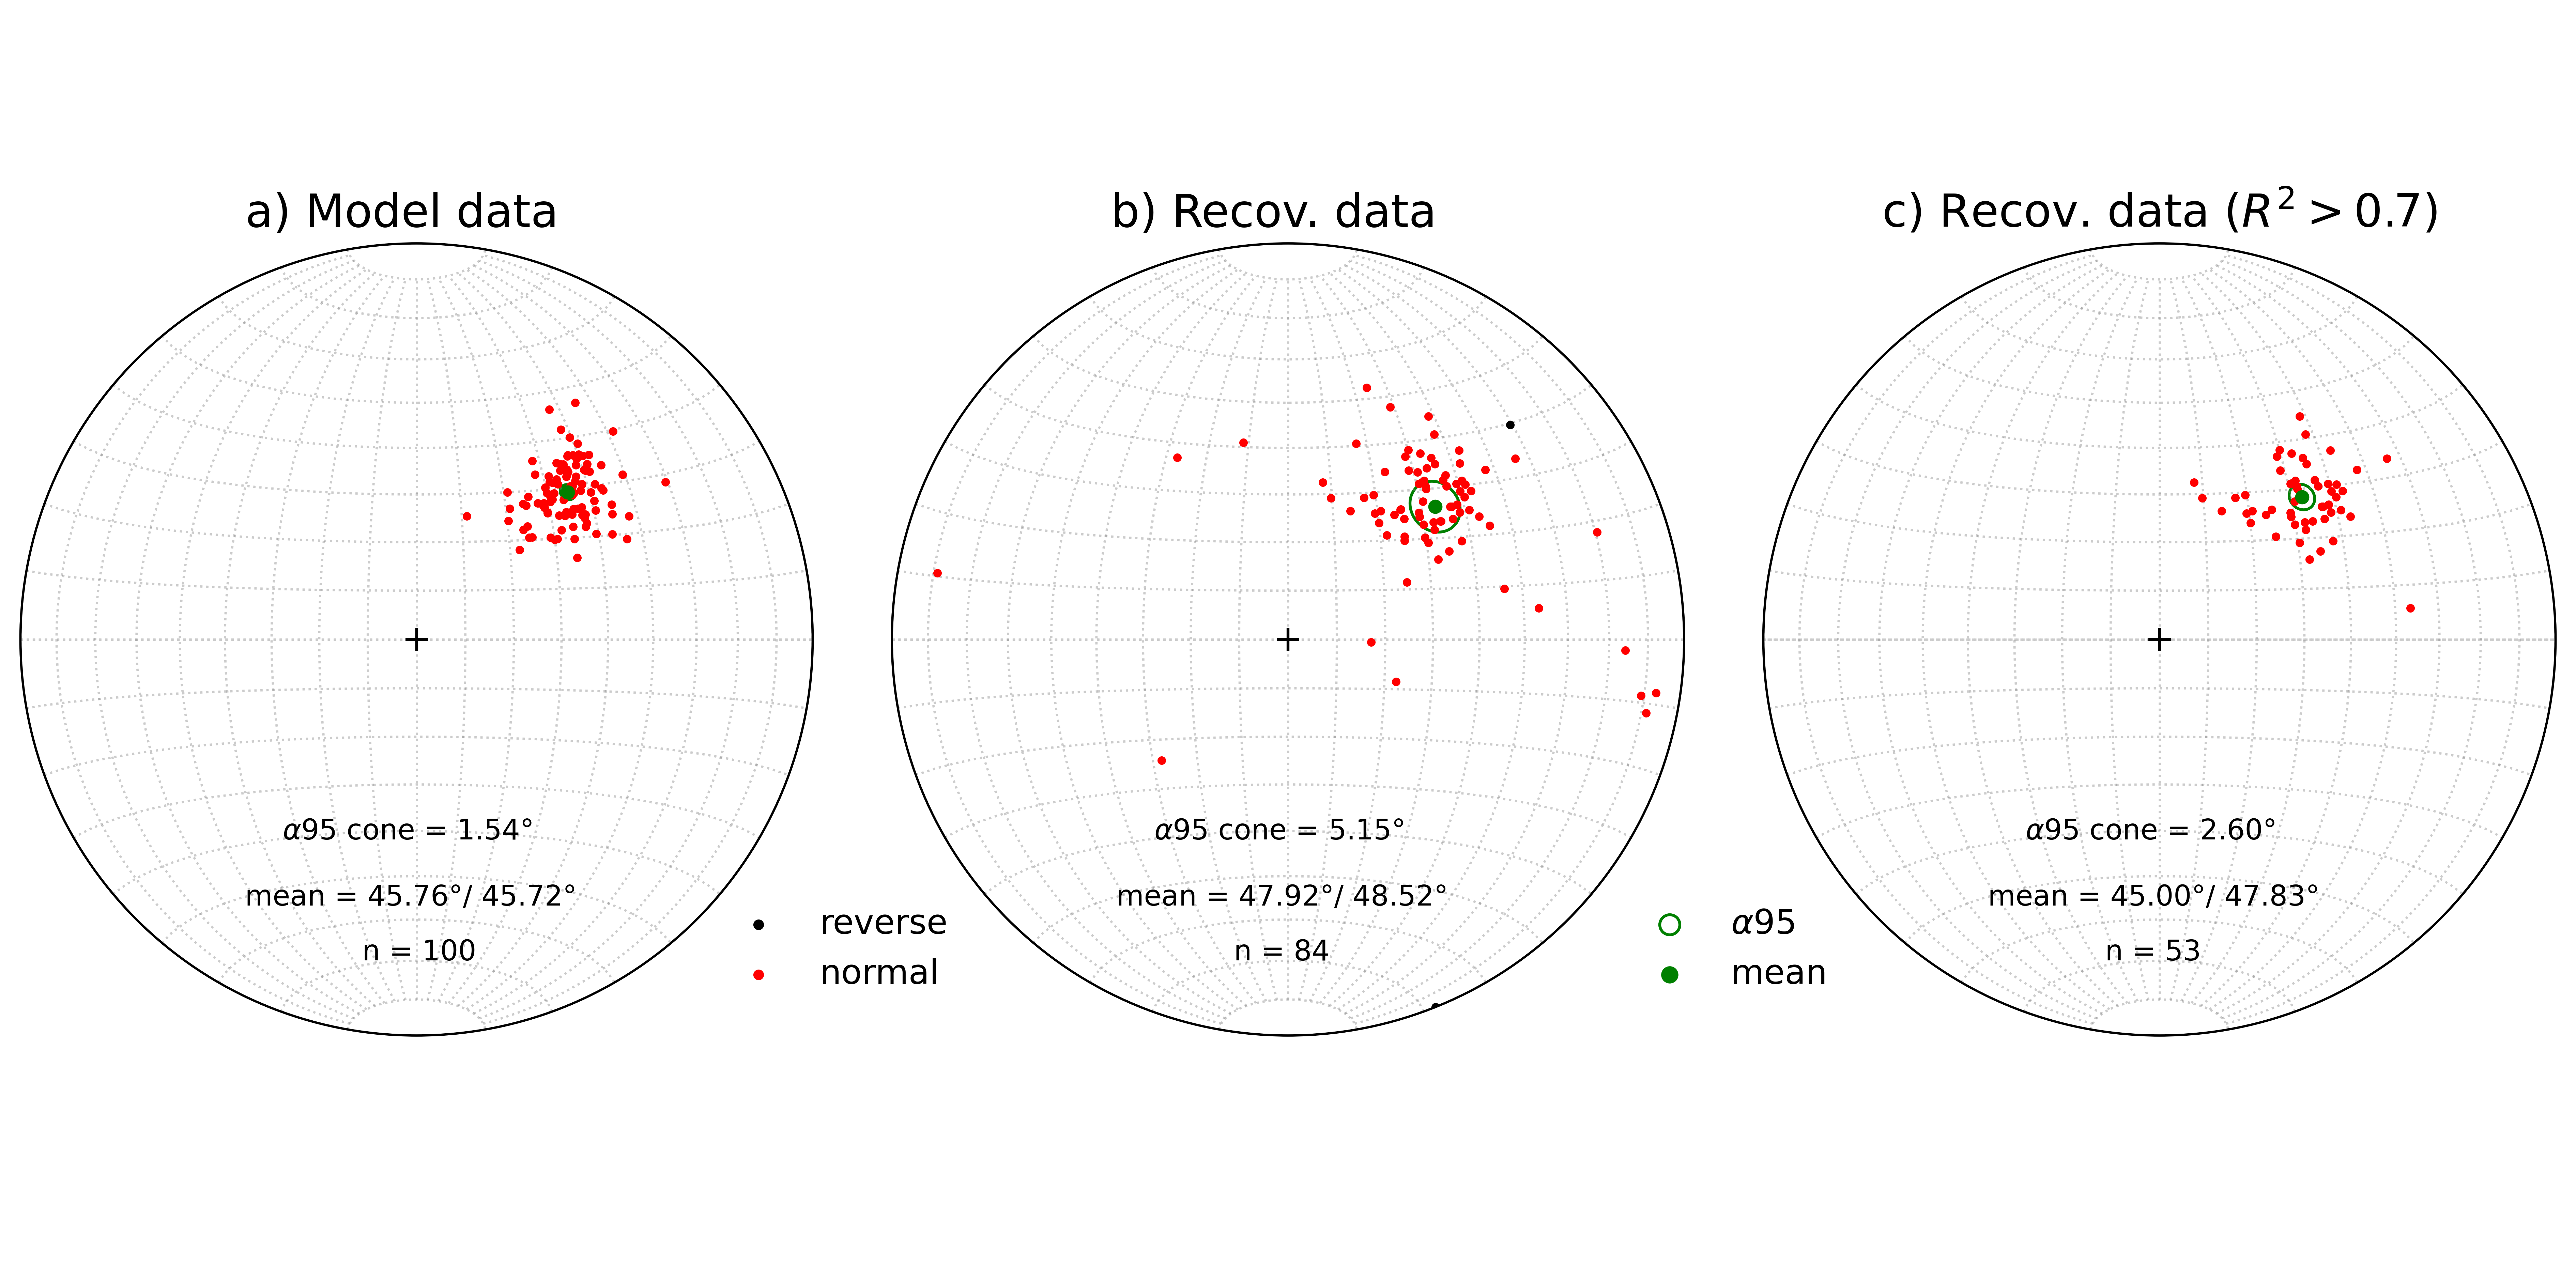 a) Model data
b) Recov. data
c) Recov. data (R² > 0.7)
α95 cone = 1.54°
mean = 45.76°/ 45.72°
n = 100
reverse
normal
α95 cone = 5.15°
mean = 47.92°/ 48.52°
n = 84
α95
mean
α95 cone = 2.60°
mean = 45.00°/ 47.83°
n = 53